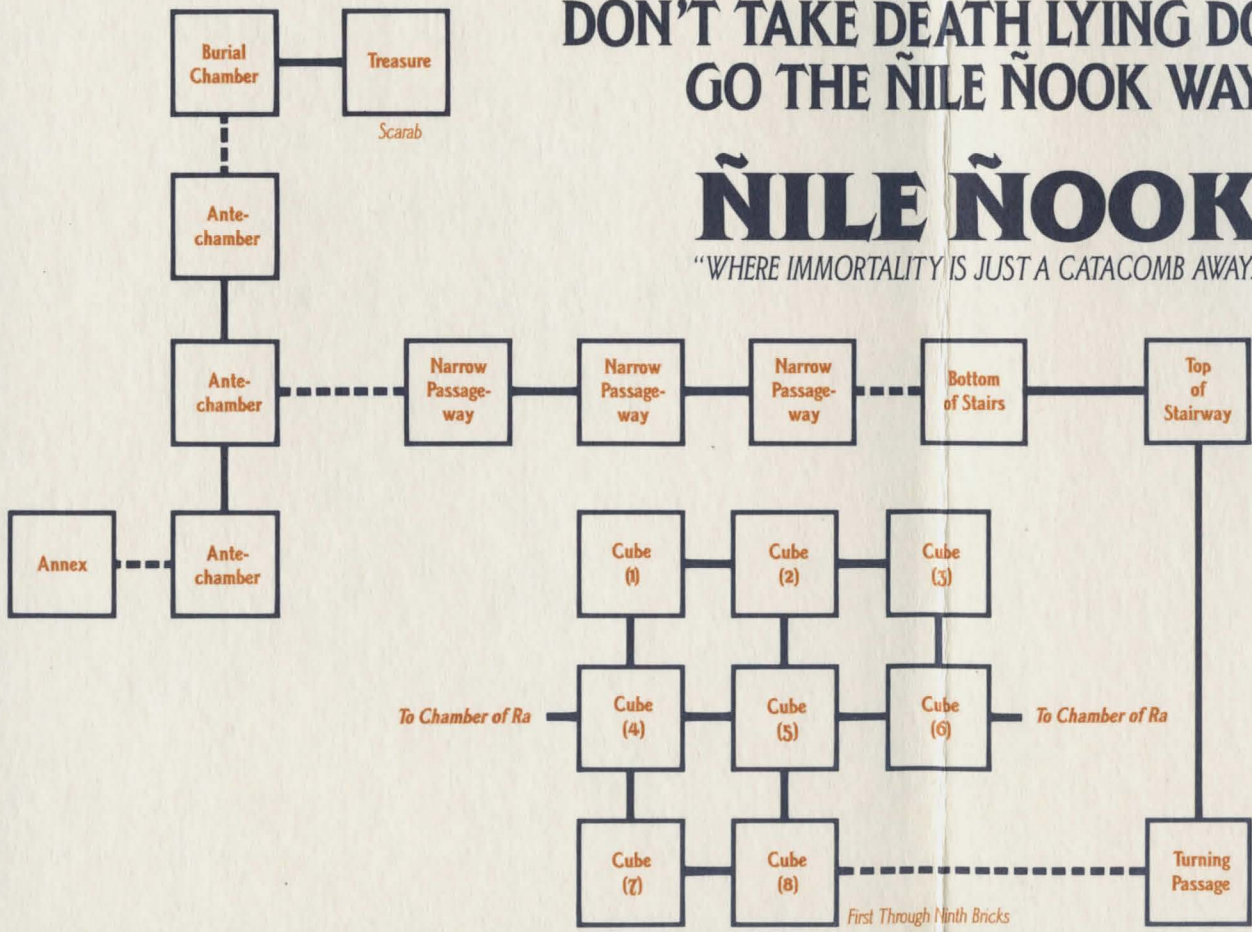 DON'T TAKE DEATH LYING
GO THE ÑILE ÑOOK WAY
ÑILE ÑOOK
"WHERE IMMORTALITY IS JUST A CATACOMB AWAY.
Burial
Chamber
Treasure
Scarab
Ante-
chamber
Ante-
chamber
Narrow
Passage-
way
Narrow
Passage-
way
Narrow
Passage-
way
Bottom
of Stairs
Top
of
Stairway
Annex
Ante-
chamber
Cube
(1)
Cube
(2)
Cube
(3)
To Chamber of Ra
Cube
(4)
Cube
(5)
Cube
(6)
To Chamber of Ra
Cube
(7)
Cube
(8)
First Through Ninth Bricks
Turning
Passage